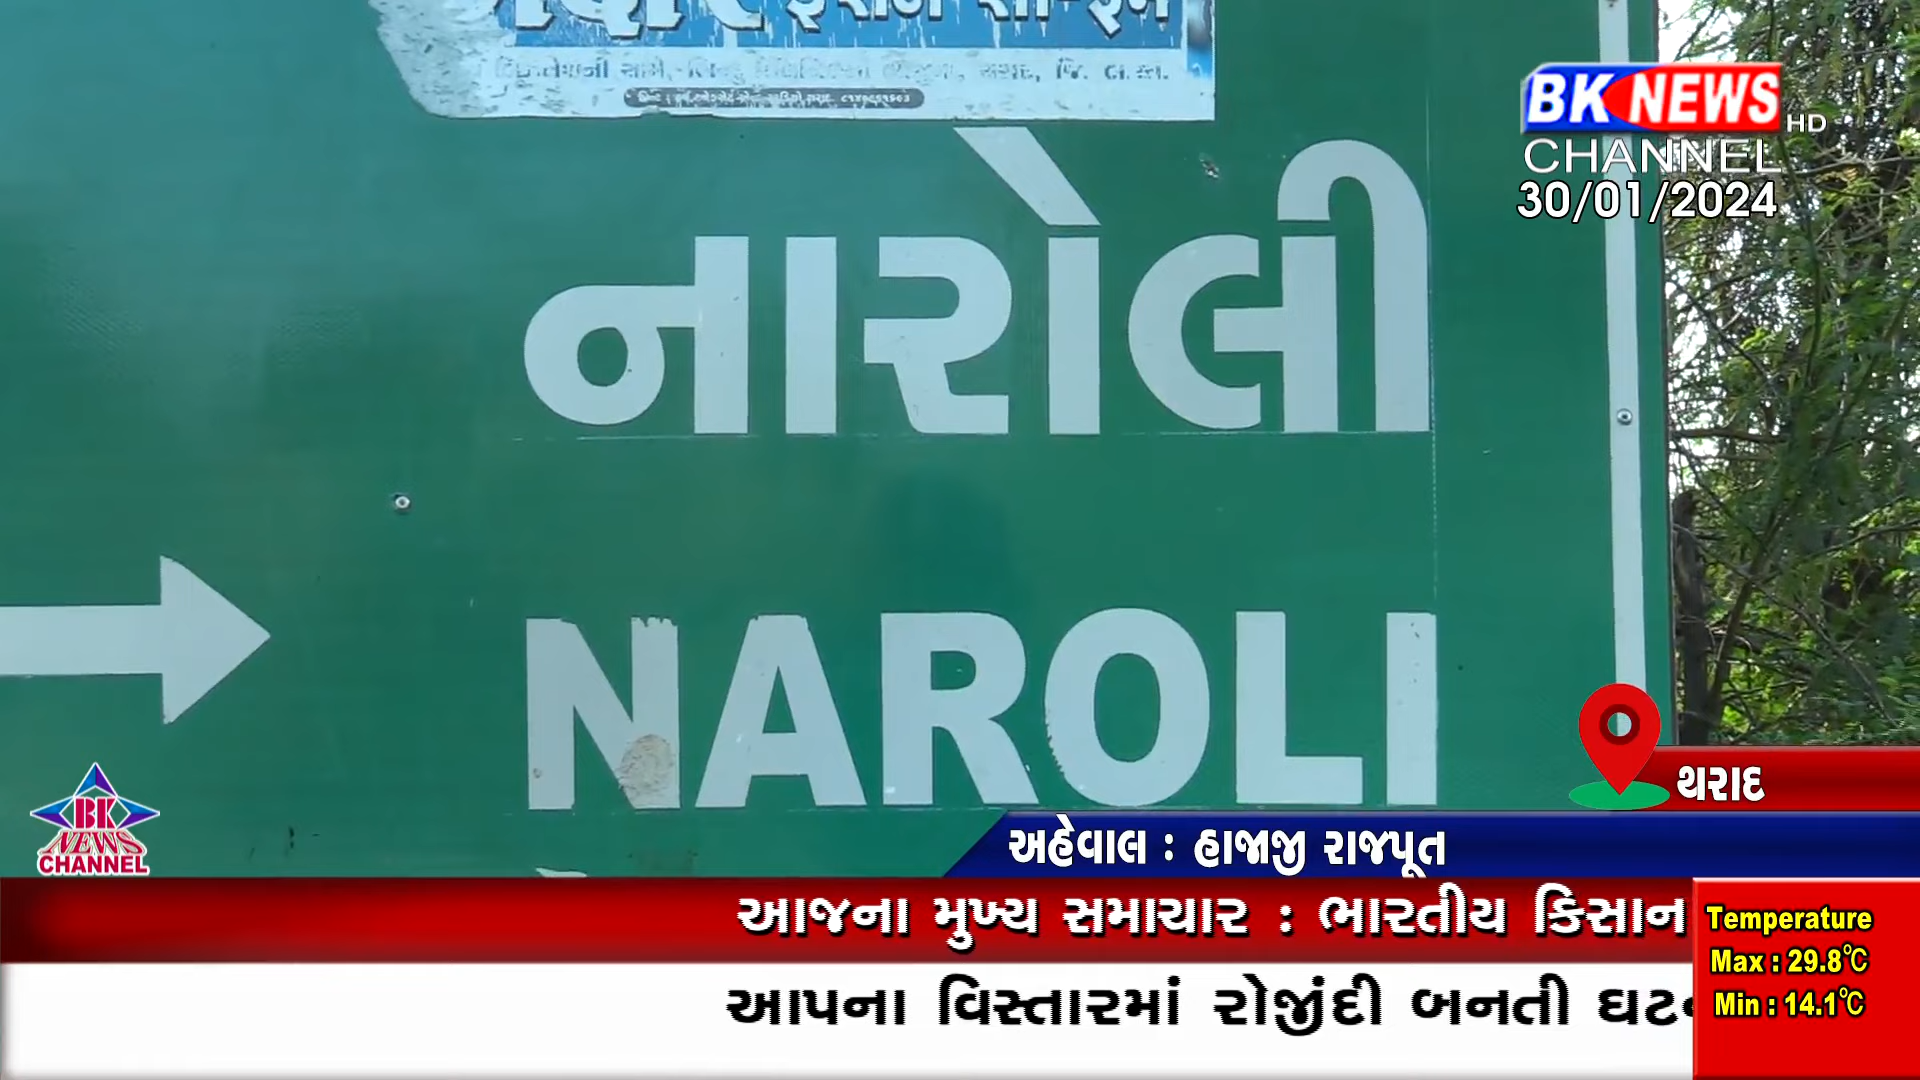 જિ. બા.કા.
BK NEWS HD
CHANNEL
30/01/2024
નારોલી
NAROLI
થરાદ
BK
NEWS
CHANNEL
અહેવાલ : હાજાજી રાજપૂત
આજના મુખ્ય સમાચાર : ભારતીય કિસાન
આપના વિસ્તારમાં રોજીંદી બનતી
Temperature
Max : 29.8℃
Min : 14.1℃